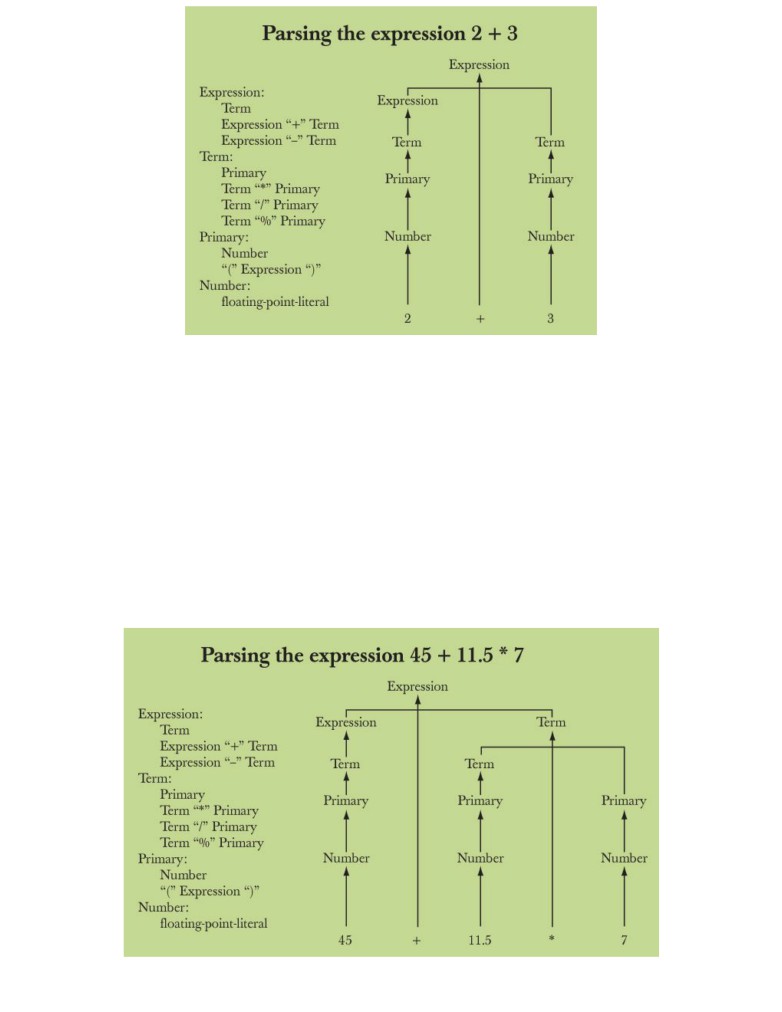 Parsing the expression 2 + 3
Expression:
Term
Expression “+” Term
Expression “–” Term
Term:
Primary
Term “*” Primary
Term “/” Primary
Term “%” Primary
Primary:
Number
“(” Expression “)”
Number:
floating-point-literal
Expression
Expression
Term Term
Primary Primary
Number Number
2 + 3
Parsing the expression 45 + 11.5 * 7
Expression:
Term
Expression “+” Term
Expression “–” Term
Term:
Primary
Term “*” Primary
Term “/” Primary
Term “%” Primary
Primary:
Number
“(” Expression “)”
Number:
floating-point-literal
Expression
Expression Term
Term Term
Primary Primary Primary
Number Number Number
45 + 11.5 * 7